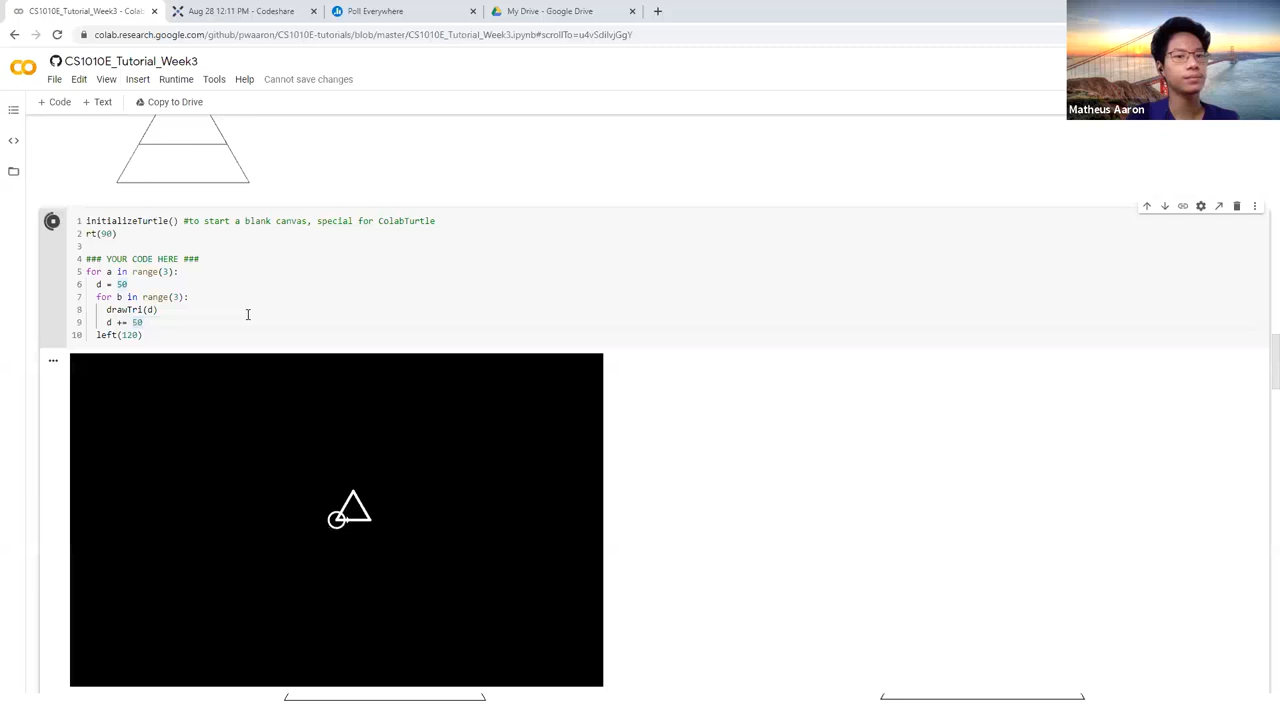 CS1010E_Tutorial_Week3 - Colab
Aug 28 12:11 PM - Codeshare
Poll Everywhere
My Drive - Google Drive
colab.research.google.com/github/pwaaron/CS1010E-tutorials/blob/master/CS1010E_Tutorial_Week3.ipynb#scrollTo=u4vSdilvjGgY
CS1010E_Tutorial_Week3
File Edit View Insert Runtime Tools Help Cannot save changes
+ Code + Text Copy to Drive
Matheus Aaron
1 initializeTurtle() #to start a blank canvas, special for ColabTurtle
2 rt(90)
3
4 ### YOUR CODE HERE ###
5 for a in range(3):
6 d = 50
7 for b in range(3):
8 drawTri(d)
9 d += 50
10 left(120)